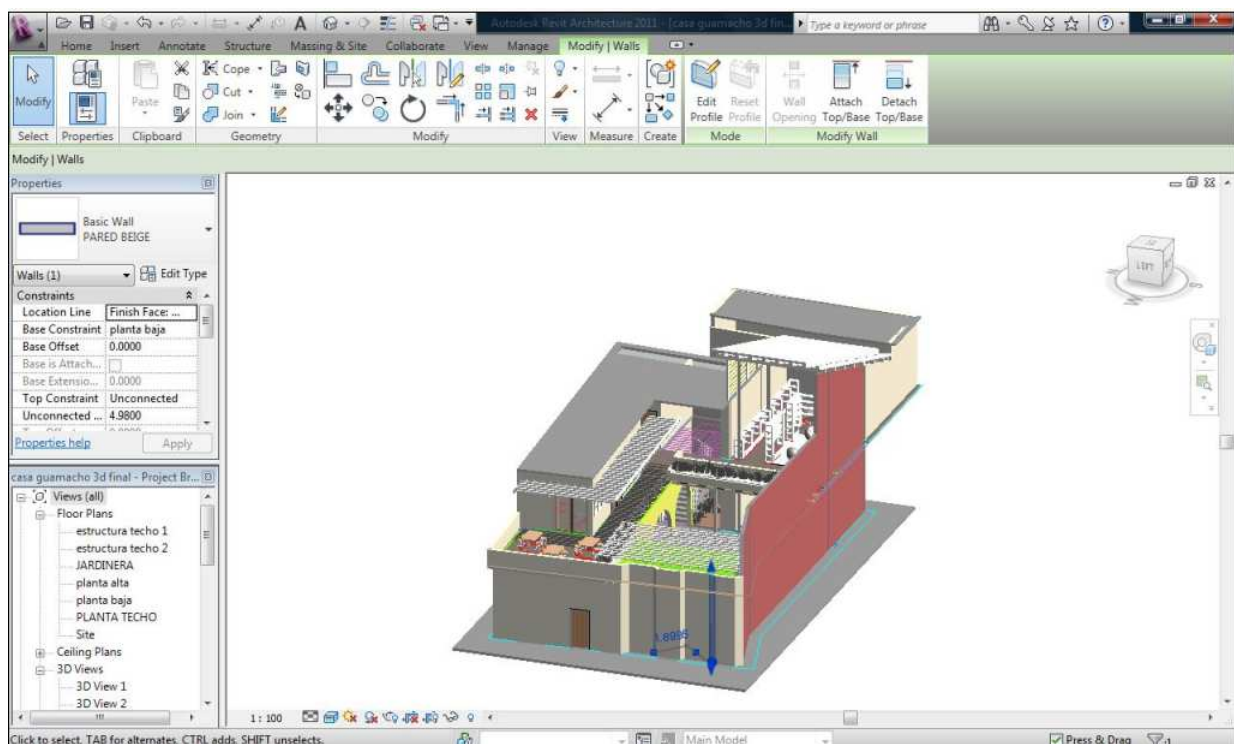 Autodesk Revit Architecture 2011 - [casa guamacho 3d fin...
Type a keyword or phrase
Home Insert Annotate Structure Massing & Site Collaborate View Manage Modify | Walls
Modify
Paste
Cope
Cut
Join
Edit Profile
Reset Profile
Wall Opening
Attach Top/Base
Detach Top/Base
Select Properties Clipboard Geometry Modify View Measure Create Mode Modify Wall
Modify | Walls
Properties
Basic Wall
PARED BEIGE
Walls (1) Edit Type
Constraints
Location Line Finish Face: ...
Base Constraint planta baja
Base Offset 0.0000
Base is Attach...
Base Extensio... 0.0000
Top Constraint Unconnected
Unconnected ... 4.9800
Properties help Apply
casa guamacho 3d final - Project Br...
Views (all)
Floor Plans
estructura techo 1
estructura techo 2
JARDINERA
planta alta
planta baja
PLANTA TECHO
Site
Ceiling Plans
3D Views
3D View 1
3D View 2
LEFT
1.8995
1 : 100
Click to select, TAB for alternates, CTRL adds, SHIFT unselects.
Main Model
Press & Drag
:1